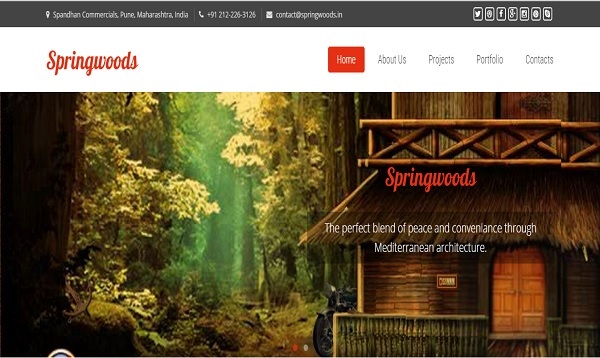 Spandhan Commercials, Pune, Maharashtra, India +91 212-226-3126 contact@springwoods.in
Springwoods Home About Us Projects Portfolio Contacts
Springwoods
The perfect blend of peace and conveniance through
Mediterranean architecture.